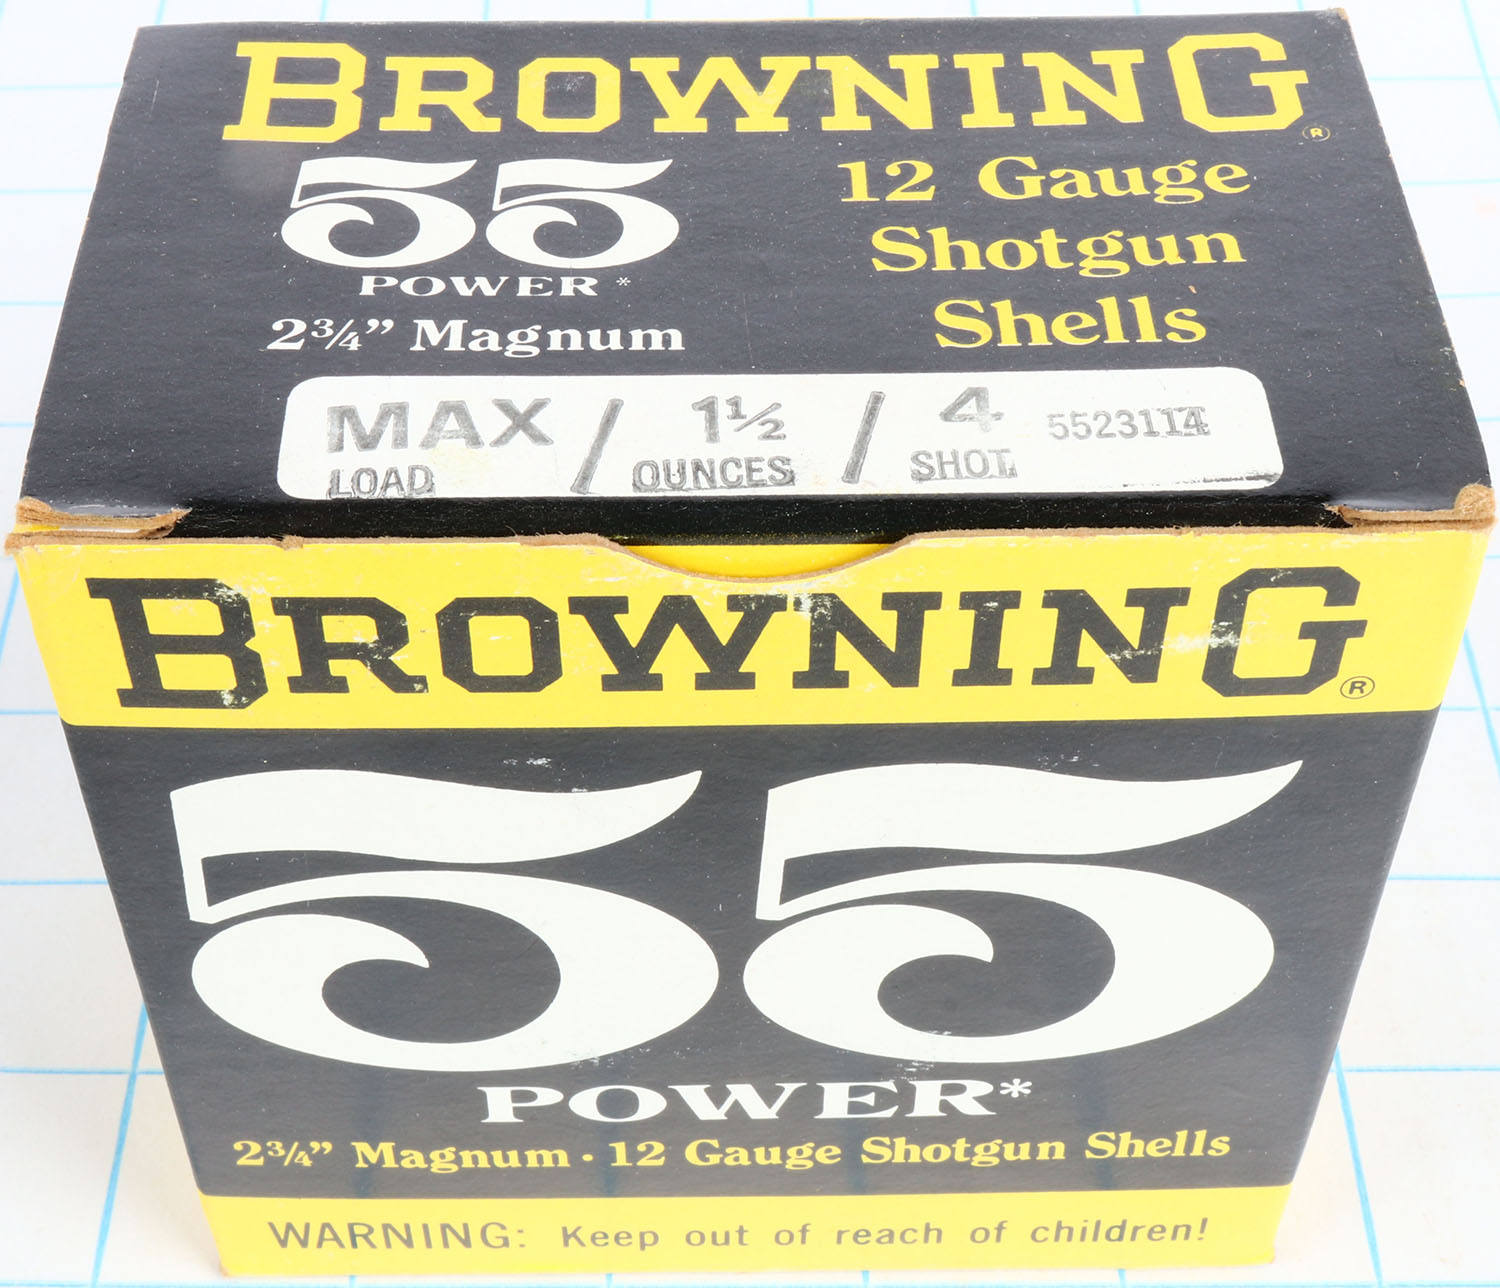 BROWNING®
55
POWER*
2¾” Magnum
12 Gauge
Shotgun
Shells
MAX / 1½ / 4 5523114
LOAD OUNCES SHOT
BROWNING®
55
POWER*
2¾” Magnum · 12 Gauge Shotgun Shells
WARNING: Keep out of reach of children!